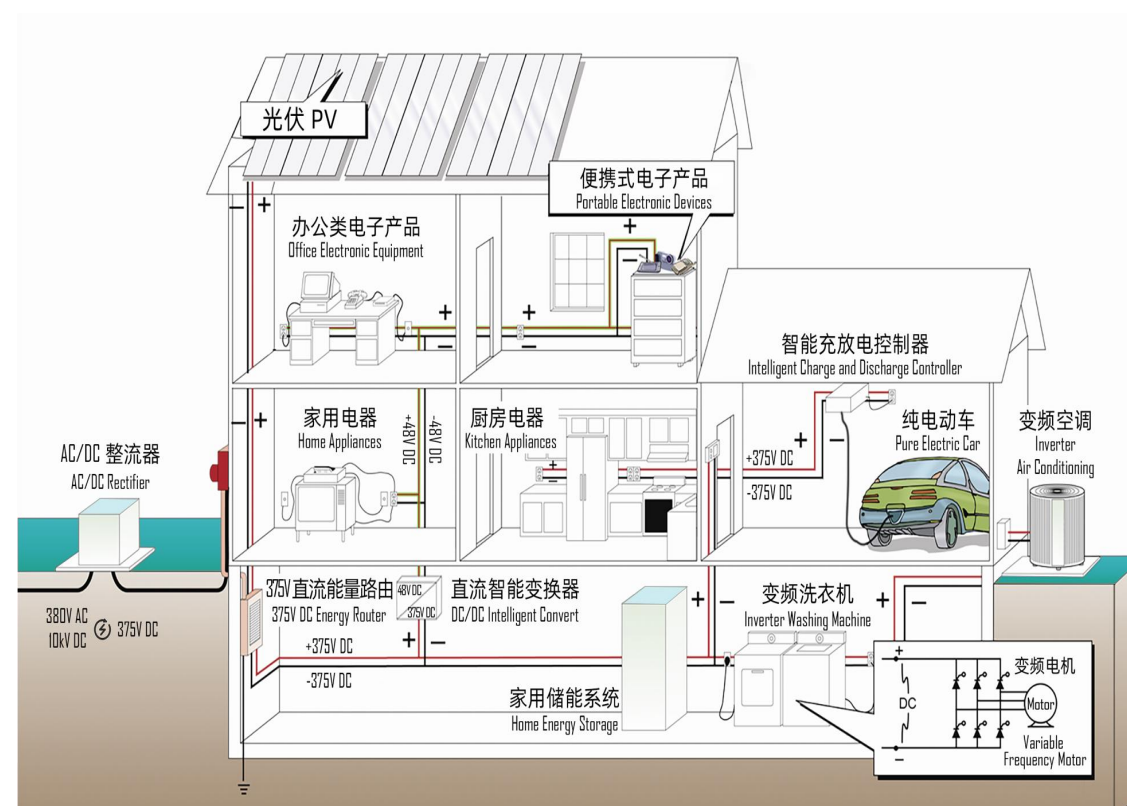 光伏 PV
便携式电子产品
Portable Electronic Devices
办公类电子产品
Office Electronic Equipment
智能充放电控制器
Intelligent Charge and Discharge Controller
家用电器
Home Appliances
+48V DC
-48V DC
厨房电器
Kitchen Appliances
纯电动车
Pure Electric Car
变频空调
Inverter
Air Conditioning
+375V DC
-375V DC
AC/DC 整流器
AC/DC Rectifier
380V AC
10kV DC
375V DC
375V直流能量路由
375V DC Energy Router
48V DC
375V DC
直流智能变换器
DC/DC Intelligent Convert
变频洗衣机
Inverter Washing Machine
+375V DC
-375V DC
家用储能系统
Home Energy Storage
DC
变频电机
Motor
Variable
Frequency Motor